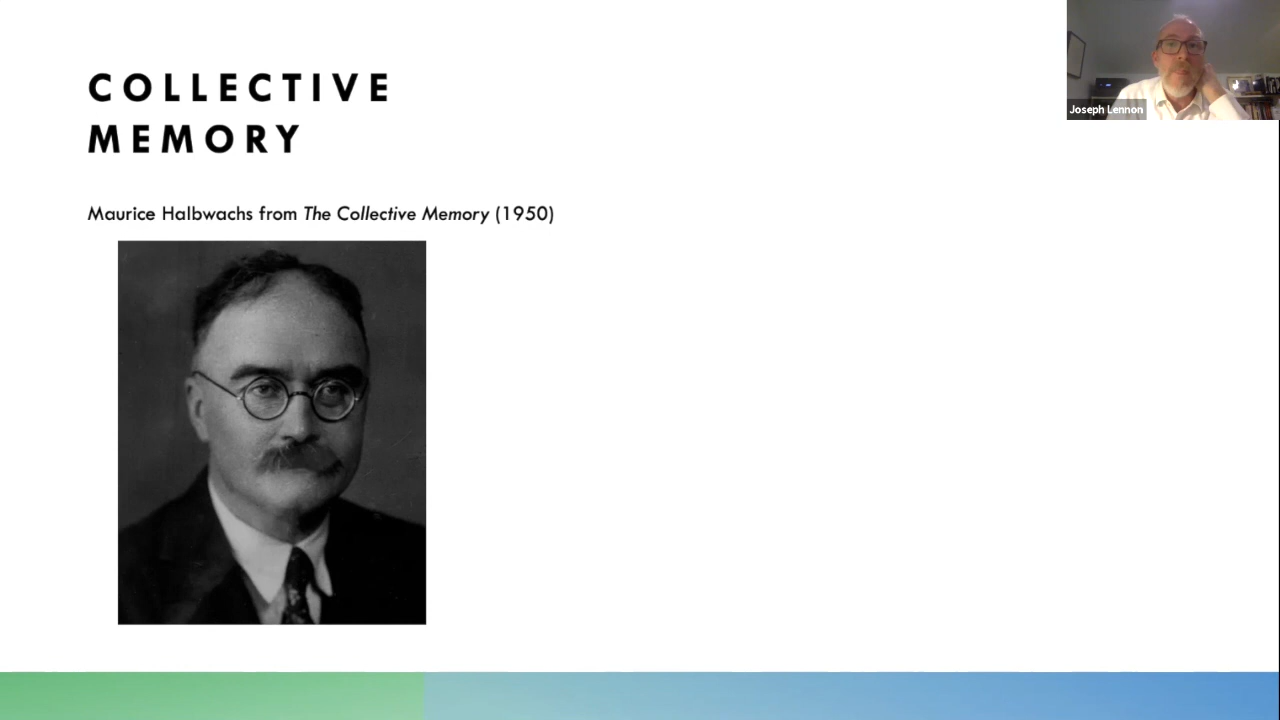 COLLECTIVE
MEMORY
Maurice Halbwachs from The Collective Memory (1950)
Joseph Lennon